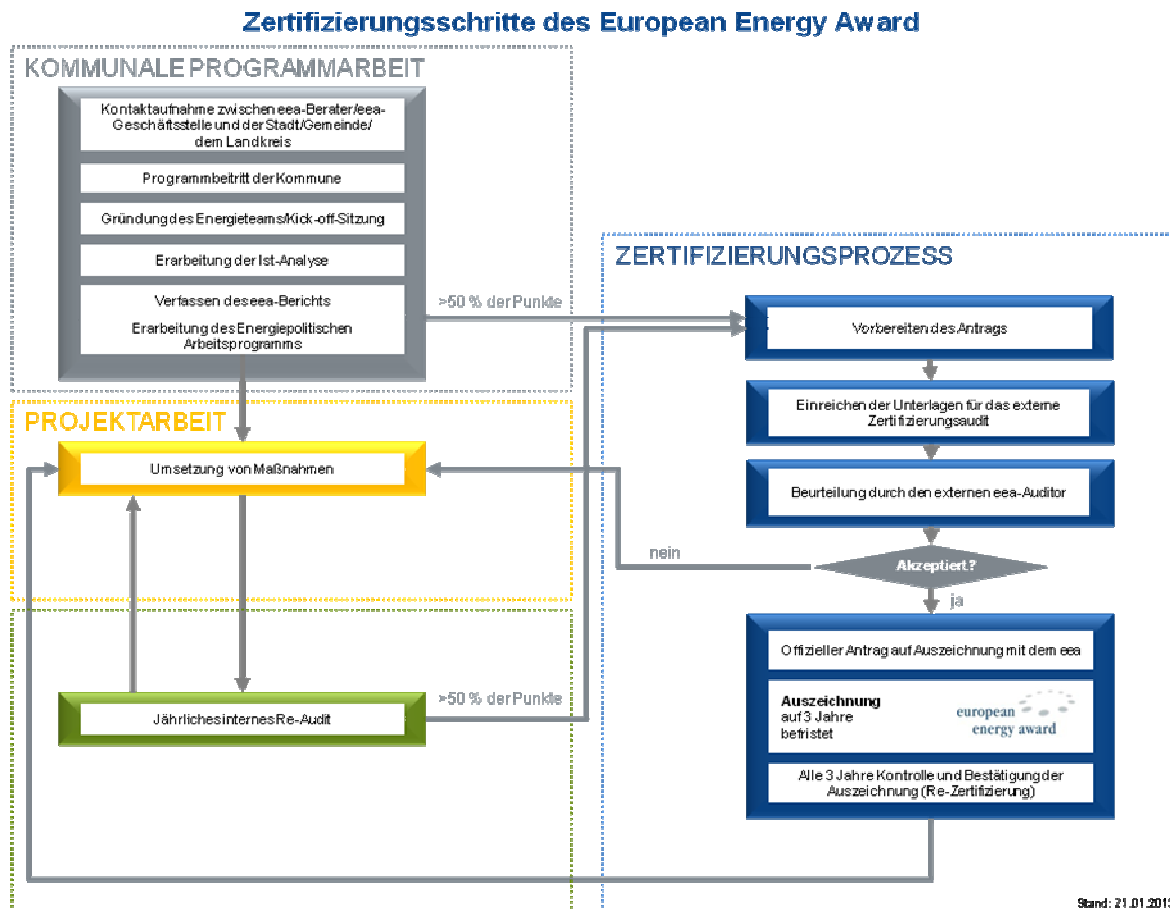 Zertifizierungsschritte des European Energy Award
KOMMUNALE PROGRAMMARBEIT
Kontaktaufnahme zwischen eea-Berater/eea-
Geschäftsstelle und der Stadt/Gemeinde/
dem Landkreis
Programmbeitritt der Kommune
Gründung des Energieteams/Kick-off-Sitzung
Erarbeitung der Ist-Analyse
Verfassen des eea-Berichts
Erarbeitung des Energiepolitischen
Arbeitsprogramms
>50 % der Punkte
PROJEKTARBEIT
Umsetzung von Maßnahmen
Jährliches internes Re-Audit
>50 % der Punkte
ZERTIFIZIERUNGSPROZESS
Vorbereiten des Antrags
Einreichen der Unterlagen für das externe
Zertifizierungsaudit
Beurteilung durch den externen eea-Auditor
Akzeptiert?
nein
ja
Offizieller Antrag auf Auszeichnung mit dem eea
Auszeichnung
auf 3 Jahre
befristet
european
energy award
Alle 3 Jahre Kontrolle und Bestätigung der
Auszeichnung (Re-Zertifizierung)
Stand: 21.01.201